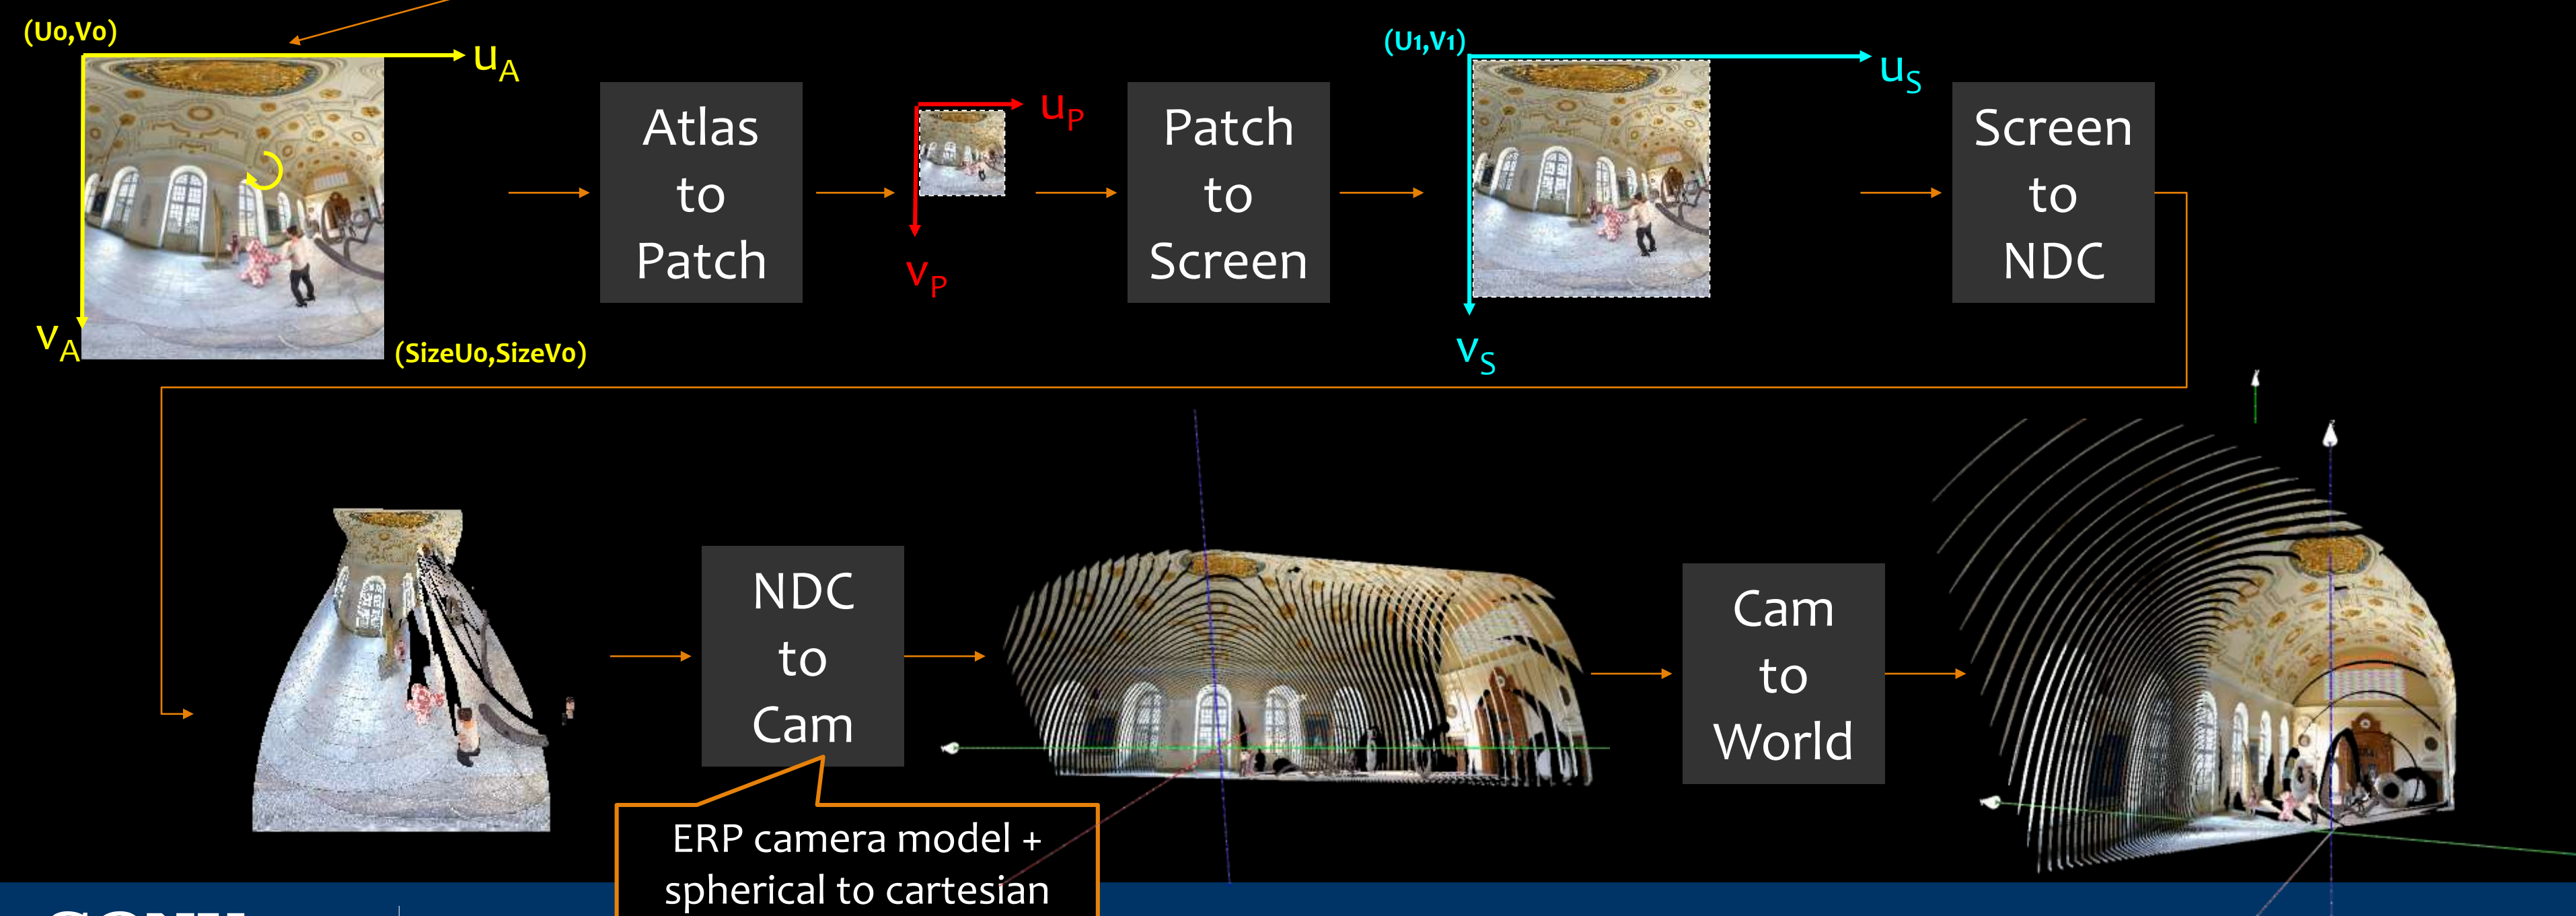 (U0,V0)
uA
vA
(SizeU0,SizeV0)
Atlas
to
Patch
uP
vP
Patch
to
Screen
(U1,V1)
uS
vS
Screen
to
NDC
NDC
to
Cam
Cam
to
World
ERP camera model +
spherical to cartesian